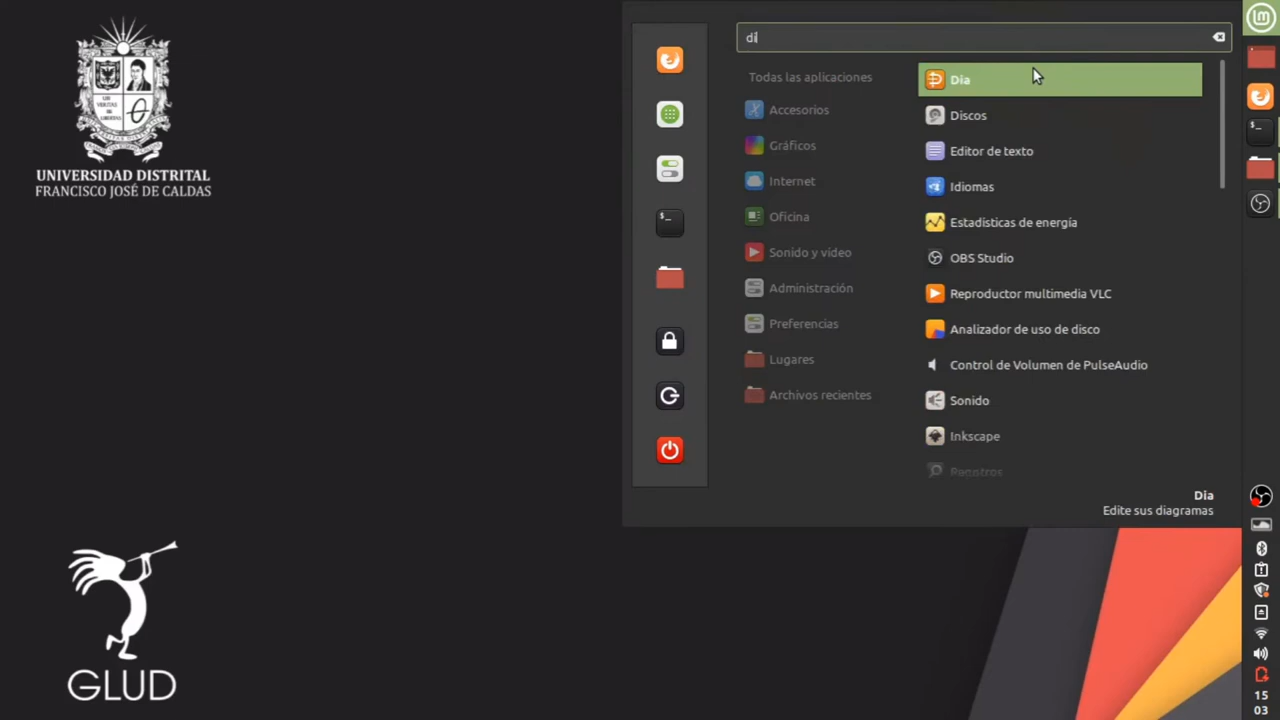 UNIVERSIDAD DISTRITAL
FRANCISCO JOSÉ DE CALDAS
GLUD
di
Todas las aplicaciones
Accesorios
Gráficos
Internet
Oficina
Sonido y vídeo
Administración
Preferencias
Lugares
Archivos recientes
Dia
Discos
Editor de texto
Idiomas
Estadísticas de energía
OBS Studio
Reproductor multimedia VLC
Analizador de uso de disco
Control de Volumen de PulseAudio
Sonido
Inkscape
Registros
Dia
Edite sus diagramas
15
03